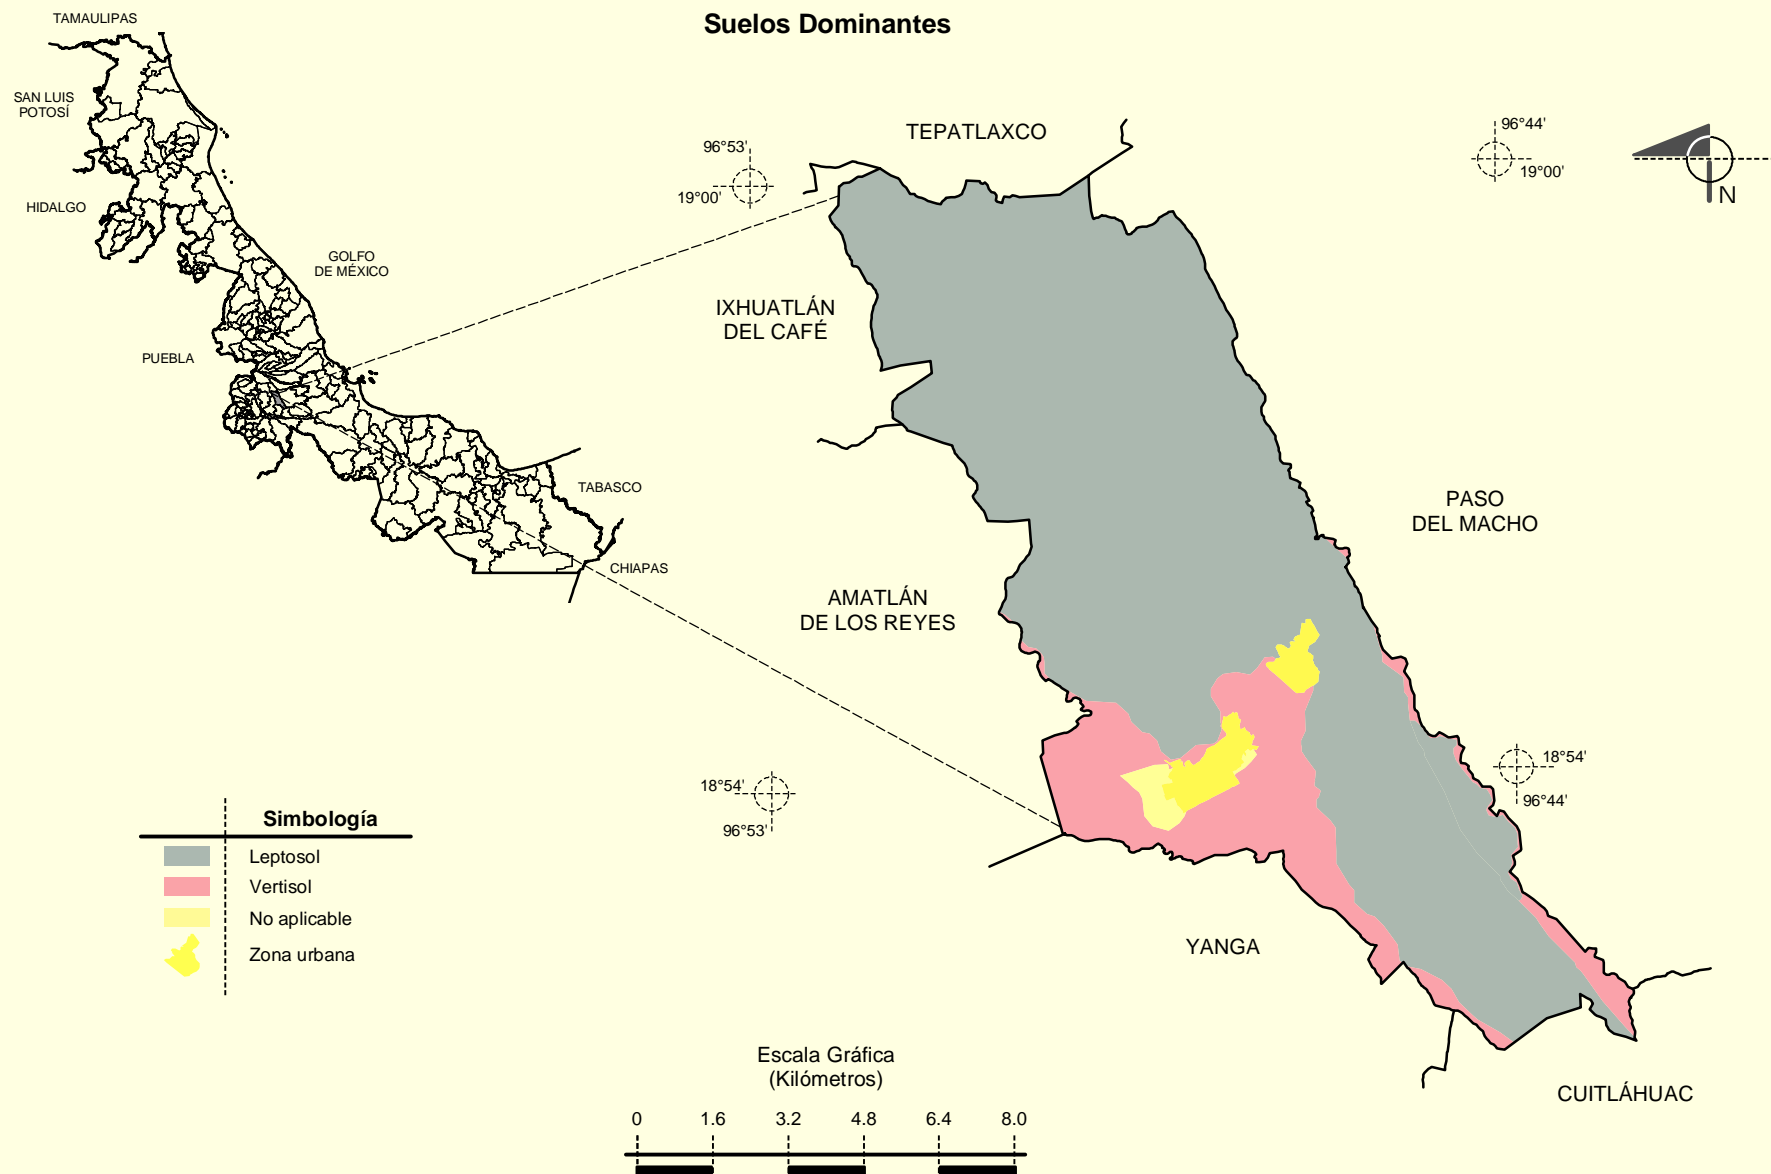 Suelos Dominantes
TAMAULIPAS
SAN LUIS
POTOSÍ
HIDALGO
GOLFO
DE MÉXICO
PUEBLA
TABASCO
CHIAPAS
TEPATLAXCO
96°53'
19°00'
96°44'
19°00'
N
IXHUATLÁN
DEL CAFÉ
PASO
DEL MACHO
AMATLÁN
DE LOS REYES
18°54'
96°53'
18°54'
96°44'
YANGA
CUITLÁHUAC
Simbología
Leptosol
Vertisol
No aplicable
Zona urbana
Escala Gráfica
(Kilómetros)
0 1.6 3.2 4.8 6.4 8.0